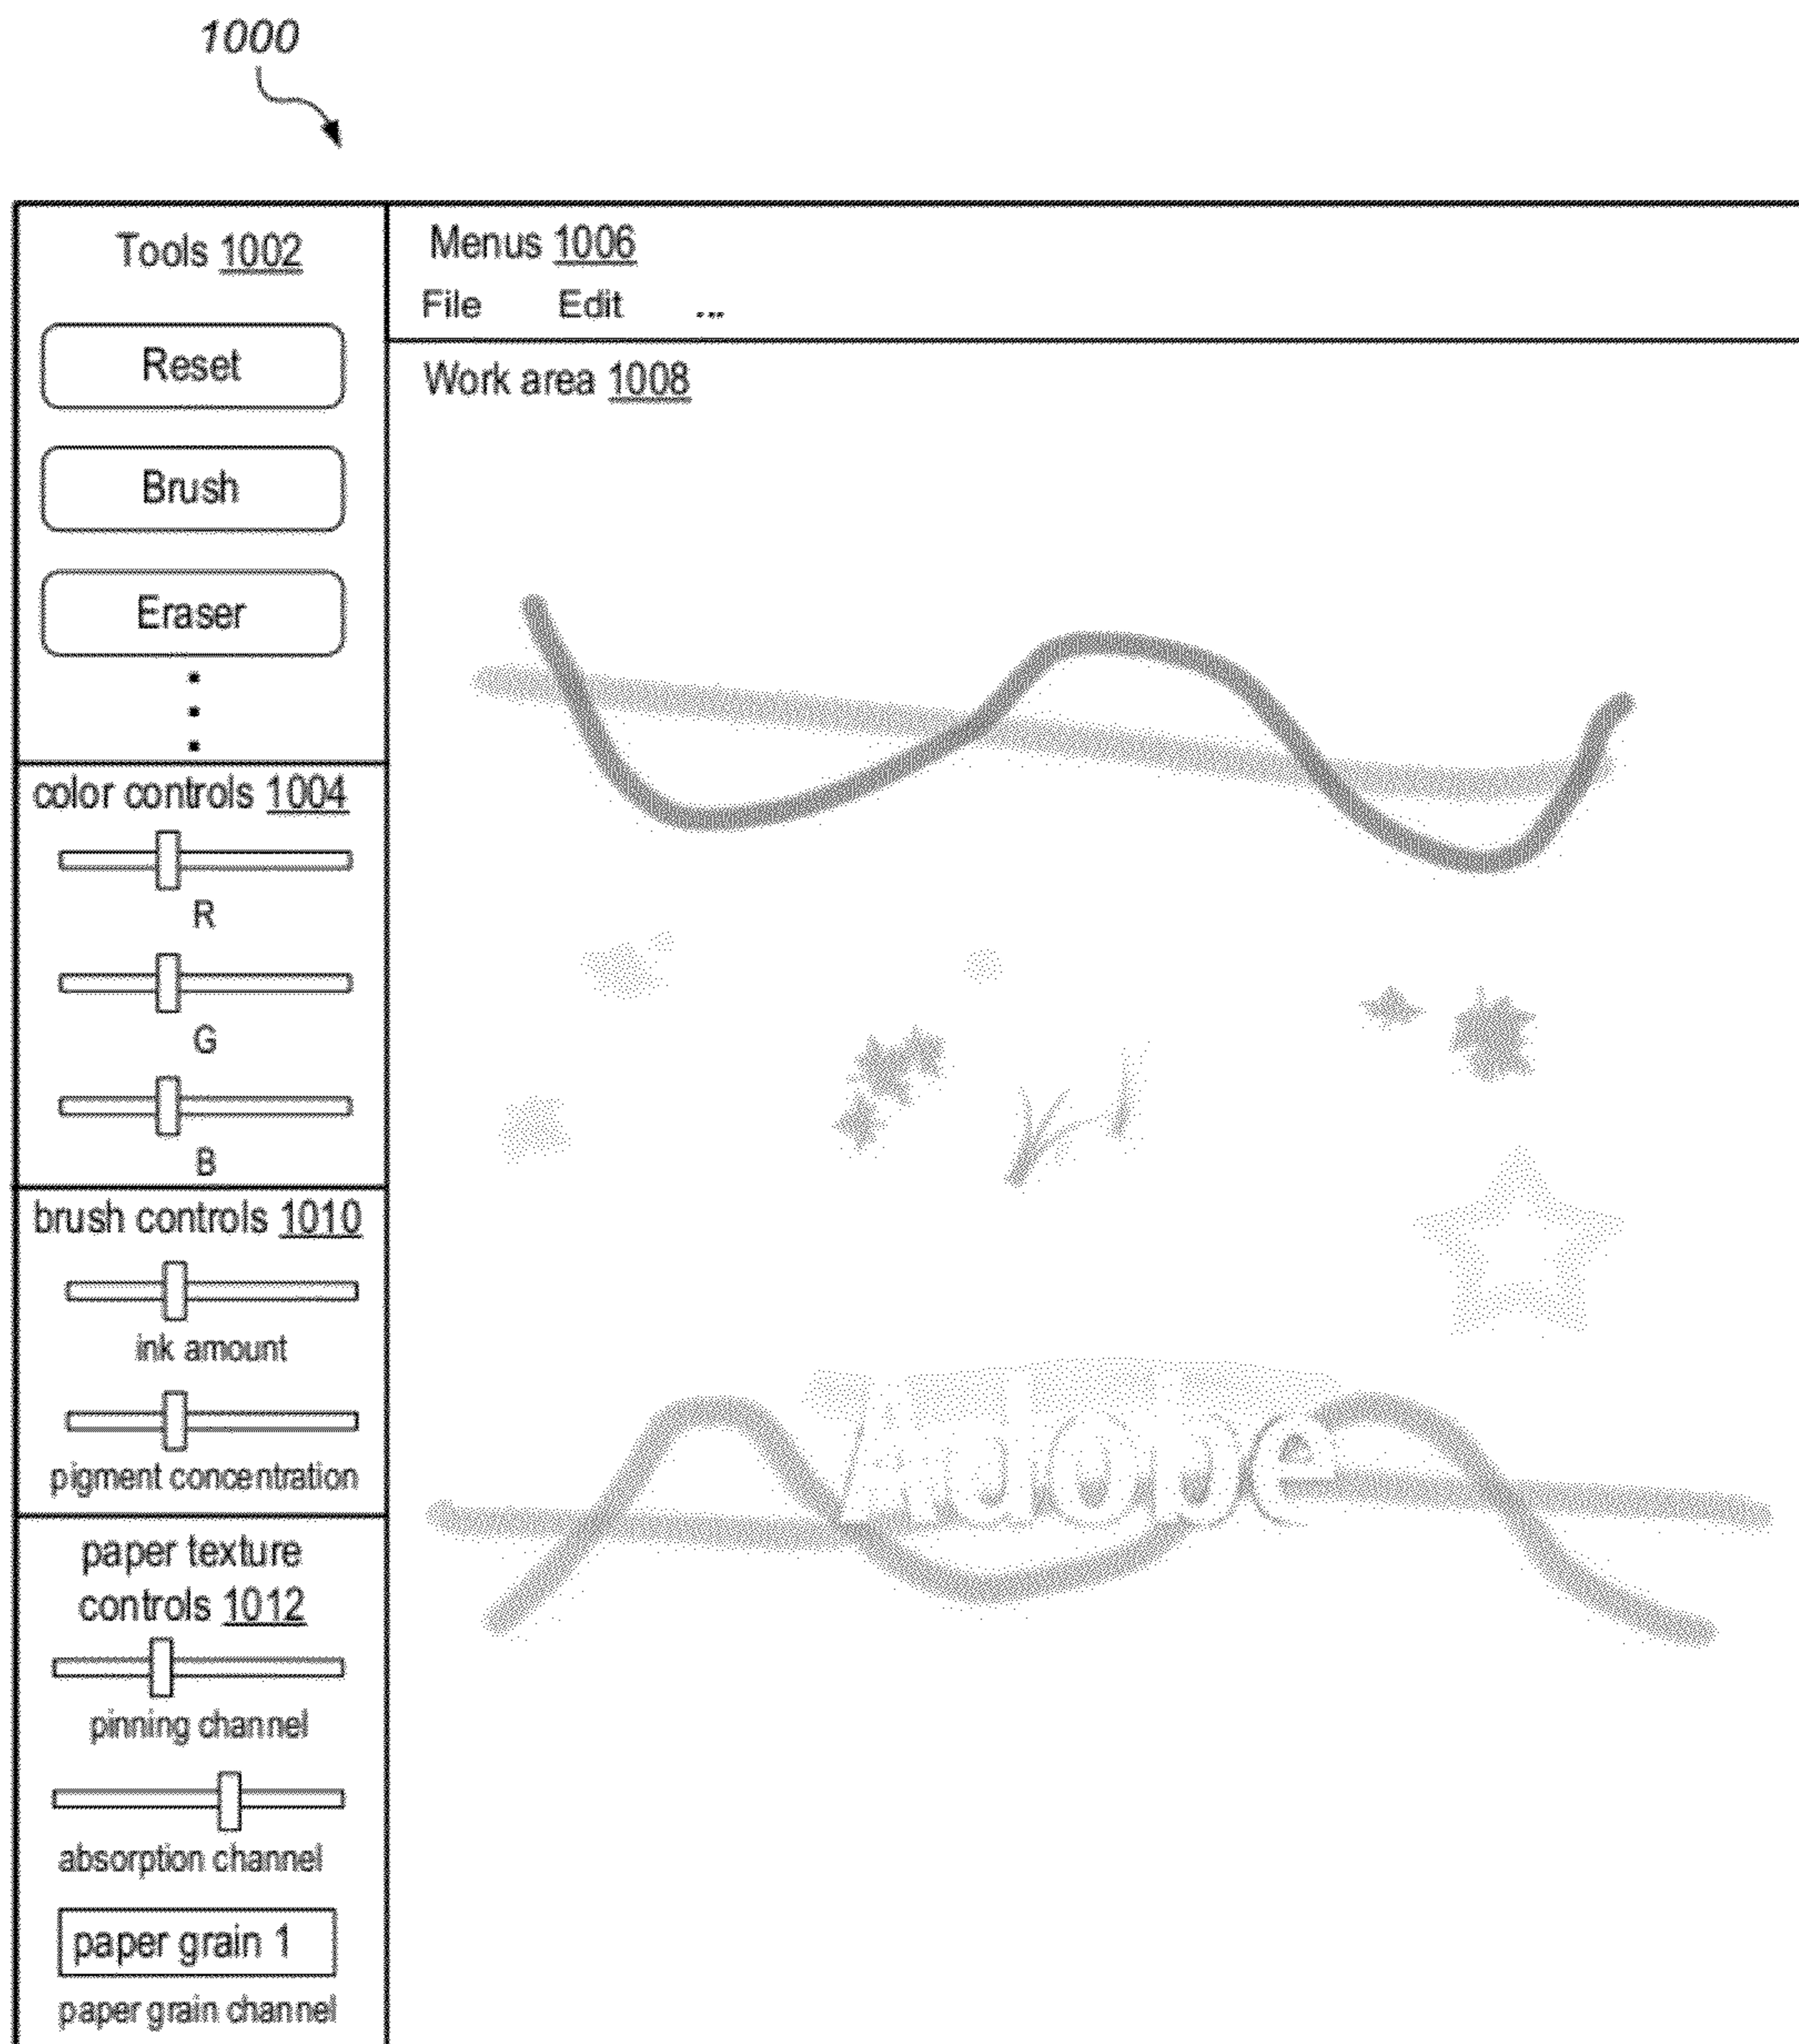 1000
Tools 1002
Reset
Brush
Eraser
color controls 1004
R
G
B
brush controls 1010
ink amount
pigment concentration
paper texture
controls 1012
pinning channel
absorption channel
paper grain 1
paper grain channel
Menus 1006
File Edit ...
Work area 1008
Adobe